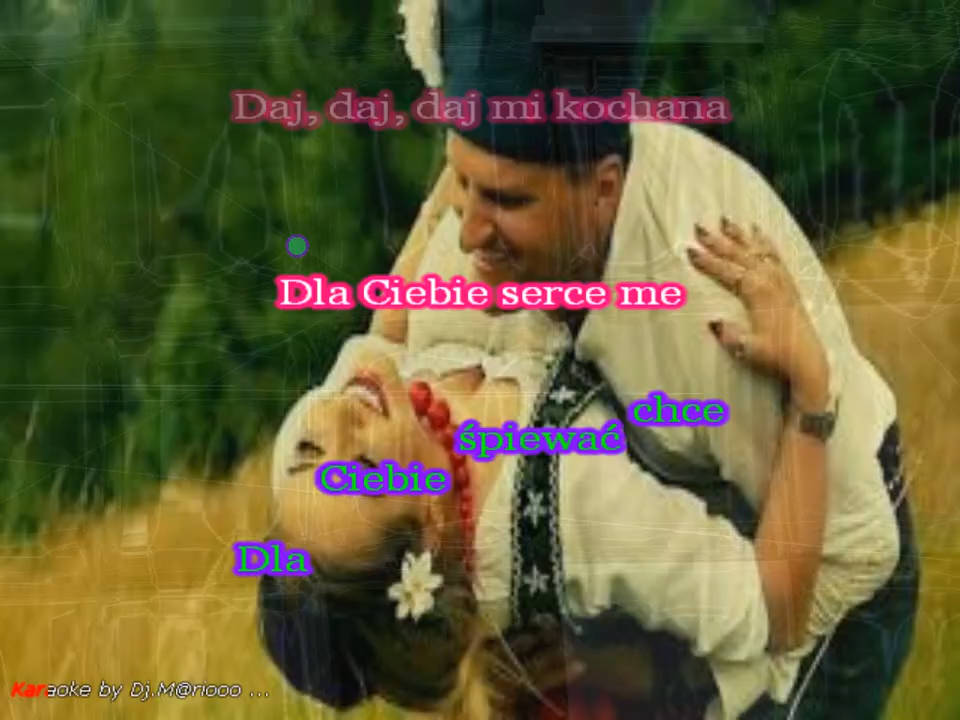 Daj, daj, daj mi kochana
Dla Ciebie serce me
Dla Ciebie śpiewać chce
Karaoke by Dj.M@riooo ...